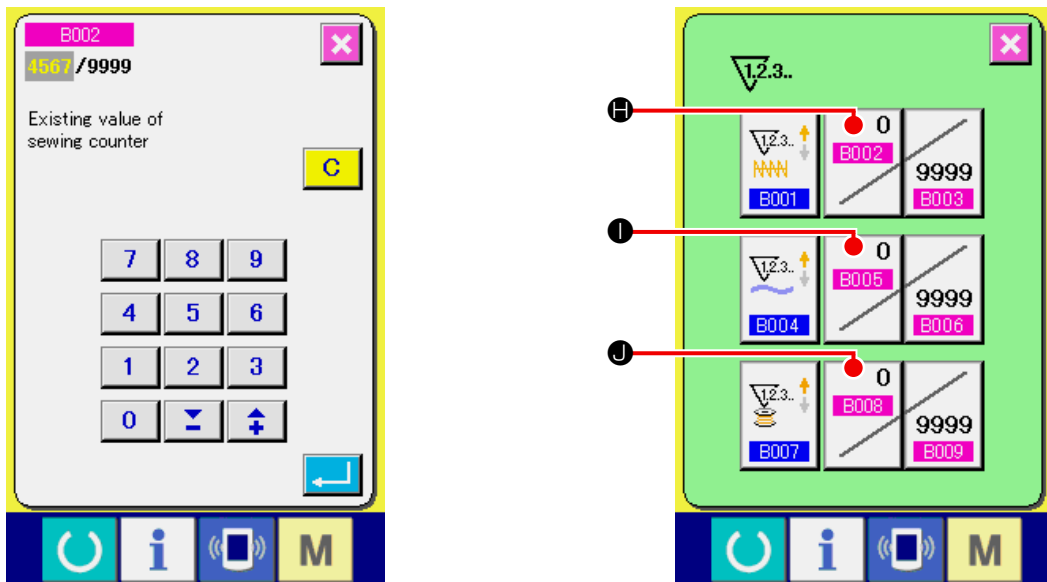 B002
4567/9999
Existing value of
sewing counter
C
7 8 9
4 5 6
1 2 3
0
i
M
1.2.3..
H
1.2.3..
0
B002
9999
B001
B003
I
1.2.3..
0
B005
9999
B004
B006
J
1.2.3..
0
B008
9999
B007
B009
i
M